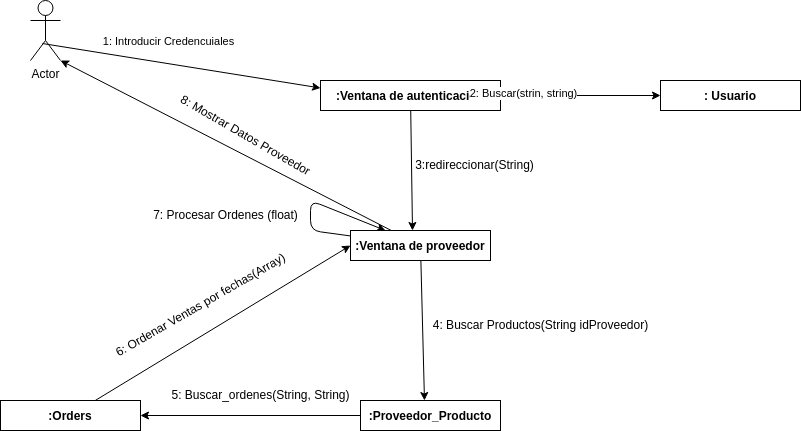 1: Introducir Credencuiales
Actor
:Ventana de autenticaci
2: Buscar(strin, string)
: Usuario
8: Mostrar Datos Proveedor
3:redireccionar(String)
7: Procesar Ordenes (float)
:Ventana de proveedor
6: Ordenar Ventas por fechas(Array)
4: Buscar Productos(String idProveedor)
5: Buscar_ordenes(String, String)
:Orders
:Proveedor_Producto